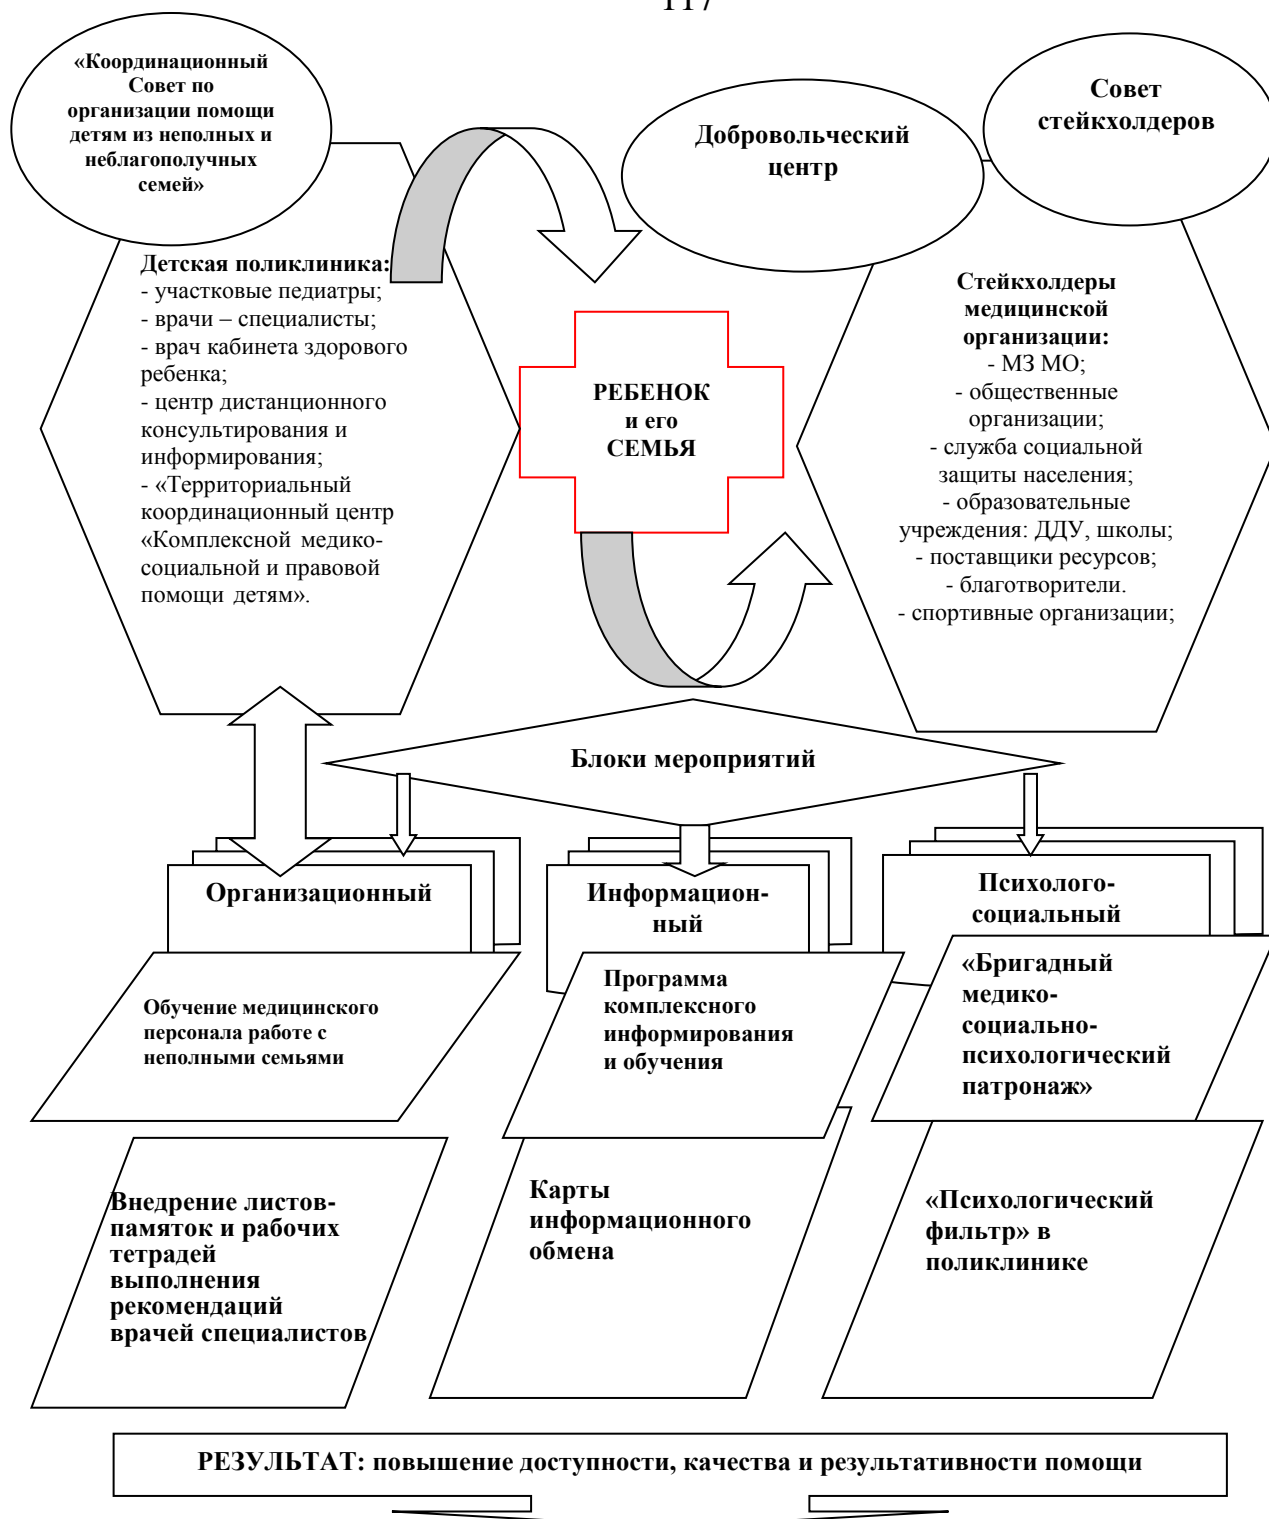 117
«Координационный
Совет по
организации помощи
детям из неполных и
неблагополучных
семей»
Добровольческий
центр
Совет
стейкхолдеров
Детская поликлиника:
- участковые педиатры;
- врачи – специалисты;
- врач кабинета здорового
ребенка;
- центр дистанционного
консультирования и
информирования;
- «Территориальный
координационный центр
«Комплексной медико-
социальной и правовой
помощи детям».
РЕБЕНОК
и его
СЕМЬЯ
Стейкхолдеры
медицинской
организации:
- МЗ МО;
- общественные
организации;
- служба социальной
защиты населения;
- образовательные
учреждения: ДДУ, школы;
- поставщики ресурсов;
- благотворители.
- спортивные организации;
Блоки мероприятий
Организационный
Информацион-
ный
Психолого-
социальный
Обучение медицинского
персонала работе с
неполными семьями
Программа
комплексного
информирования
и обучения
«Бригадный
медико-
социально-
психологический
патронаж»
Внедрение листов-
памяток и рабочих
тетрадей
выполнения
рекомендаций
врачей специалистов
Карты
информационного
обмена
«Психологический
фильтр» в
поликлинике
РЕЗУЛЬТАТ: повышение доступности, качества и результативности помощи